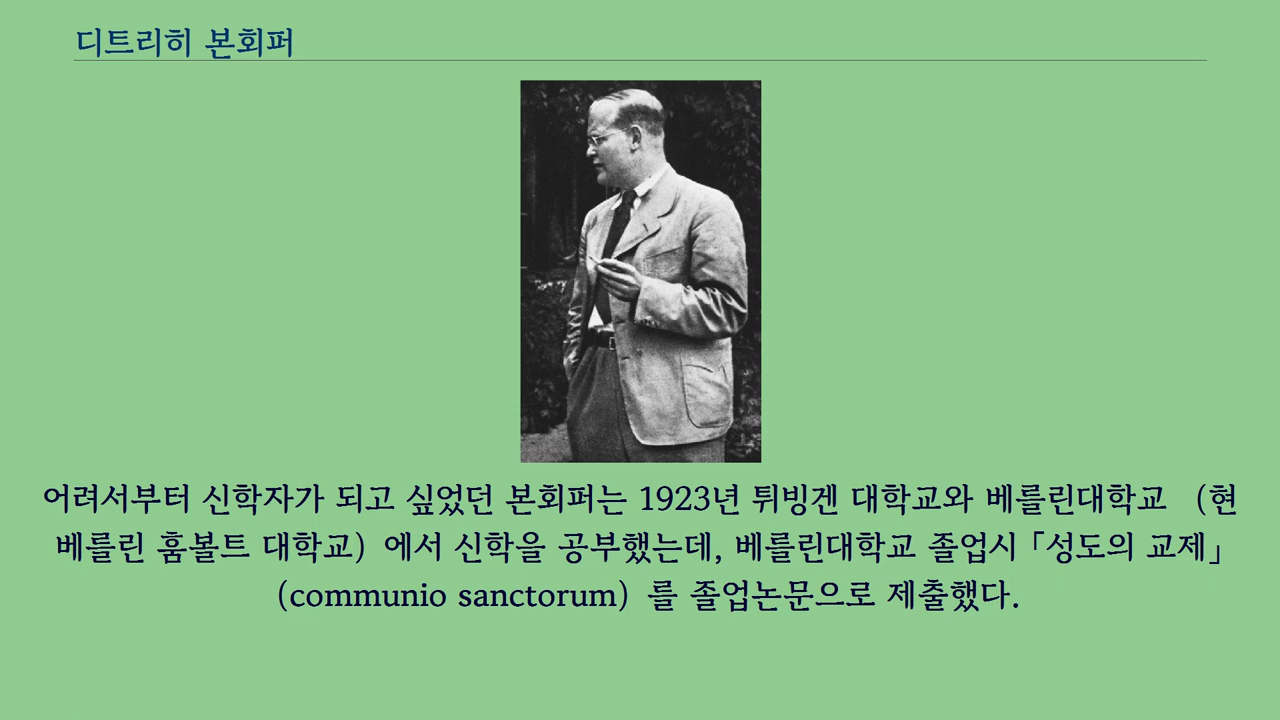 디트리히 본회퍼
어려서부터 신학자가 되고 싶었던 본회퍼는 1923년 튀빙겐 대학교와 베를린대학교 (현
베를린 훔볼트 대학교) 에서 신학을 공부했는데, 베를린대학교 졸업시 「성도의 교제」
(communio sanctorum) 를 졸업논문으로 제출했다.